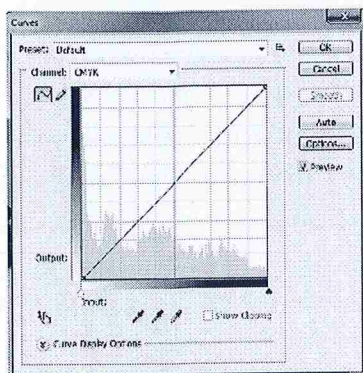 Curves
Preset: Default
OK
Channel: CMYK
Cancel
Smooth
Auto
Options...
Preview
Output:
Input:
Show Clipping
Curve Display Options